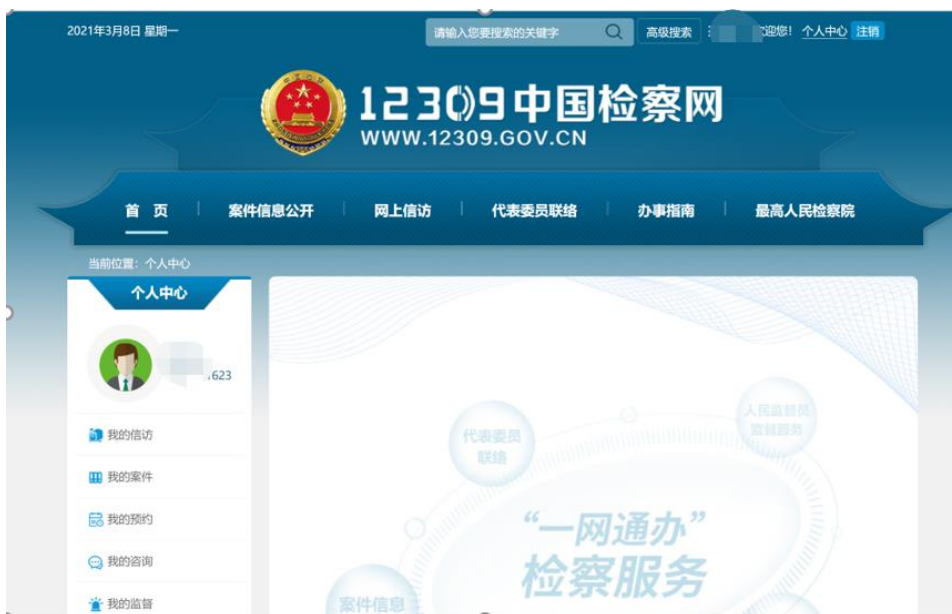 2021年3月8日 星期一
请输入您要搜索的关键字
高级搜索
迎您! 个人中心 注销
12309中国检察网
WWW.12309.GOV.CN
首 页 案件信息公开 网上信访 代表委员联络 办事指南 最高人民检察院
当前位置: 个人中心
个人中心
623
我的信访
我的案件
我的预约
我的咨询
我的监督
人民监督员
监督服务
代表委员
联络
“一网通办”
检察服务
案件信息